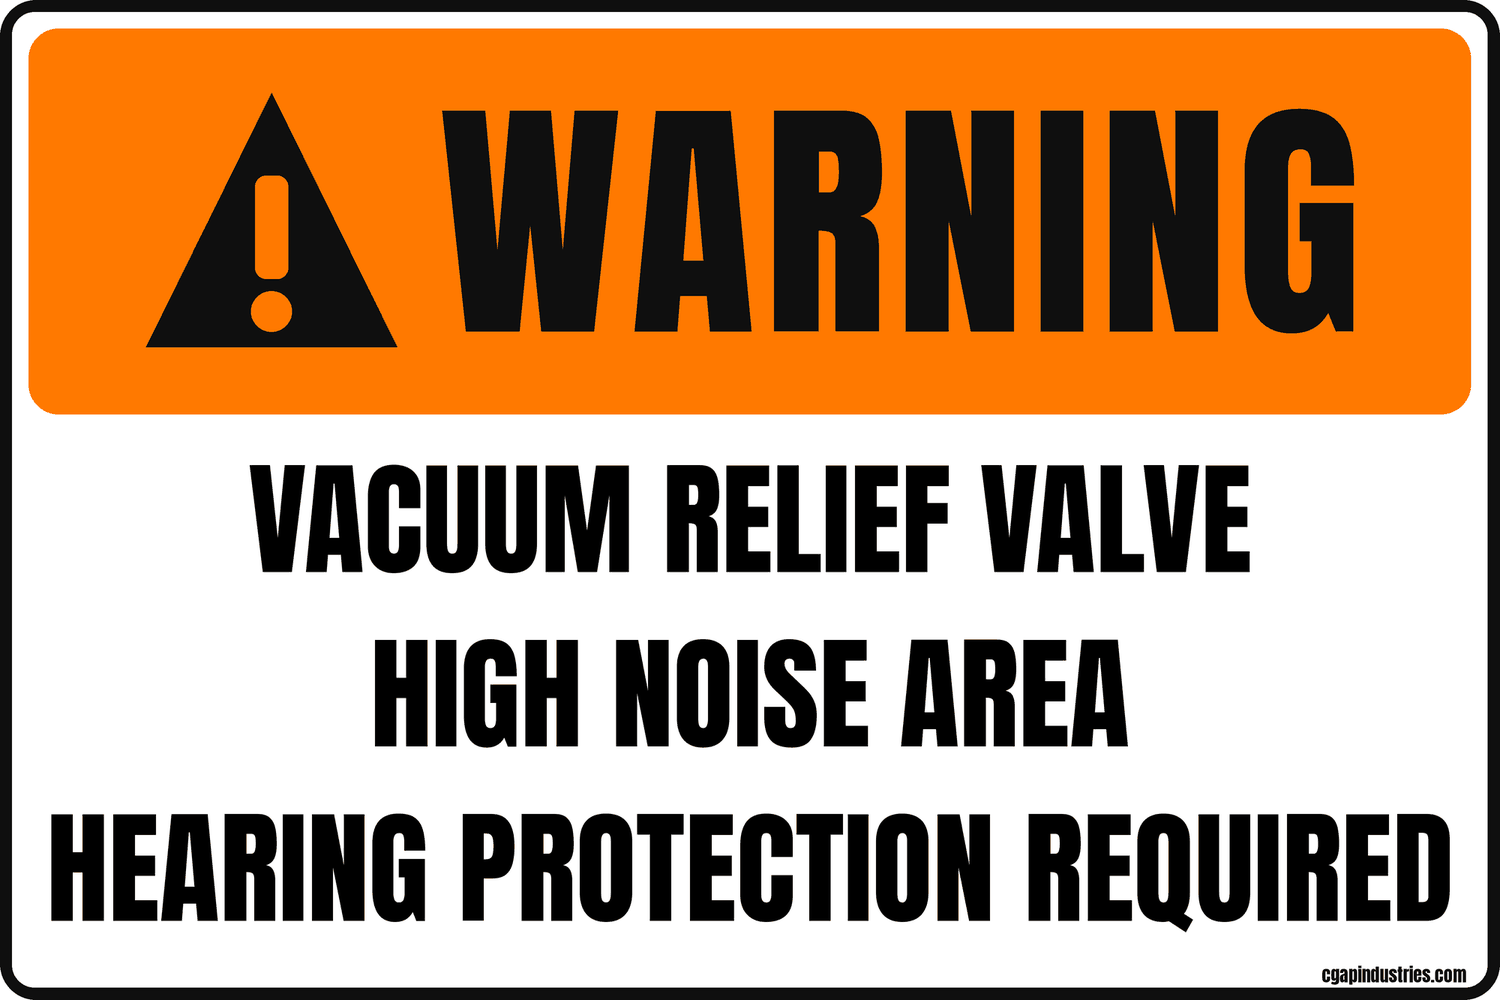 WARNING
VACUUM RELIEF VALVE
HIGH NOISE AREA
HEARING PROTECTION REQUIRED
cgapindustries.com